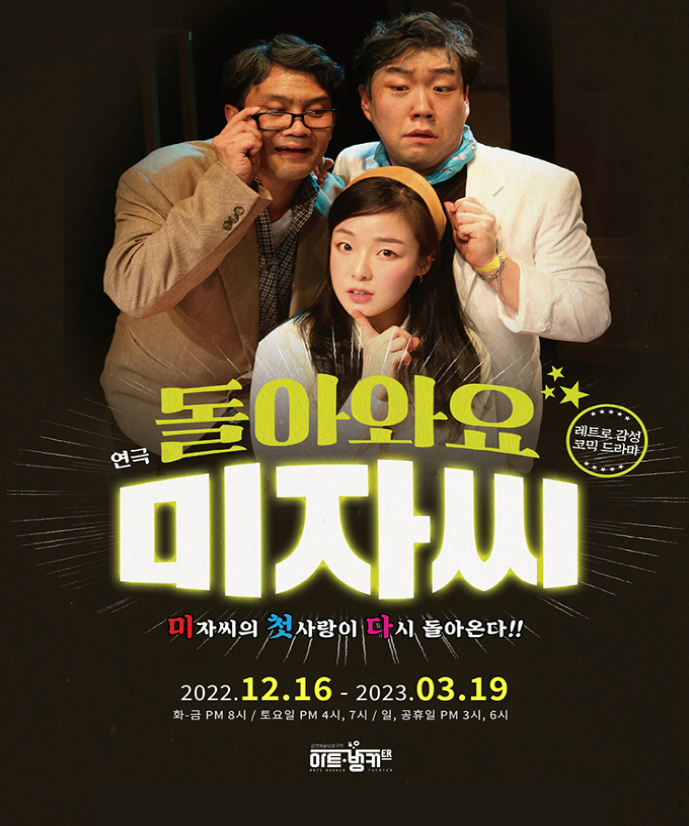 연극
돌아와요
미자씨
레트로 감성
코믹 드라마
미자씨의 첫사랑이 다시 돌아온다!!
2022.12.16 - 2023.03.19
화-금 PM 8시 / 토요일 PM 4시, 7시 / 일, 공휴일 PM 3시, 6시
아트·벙커ER